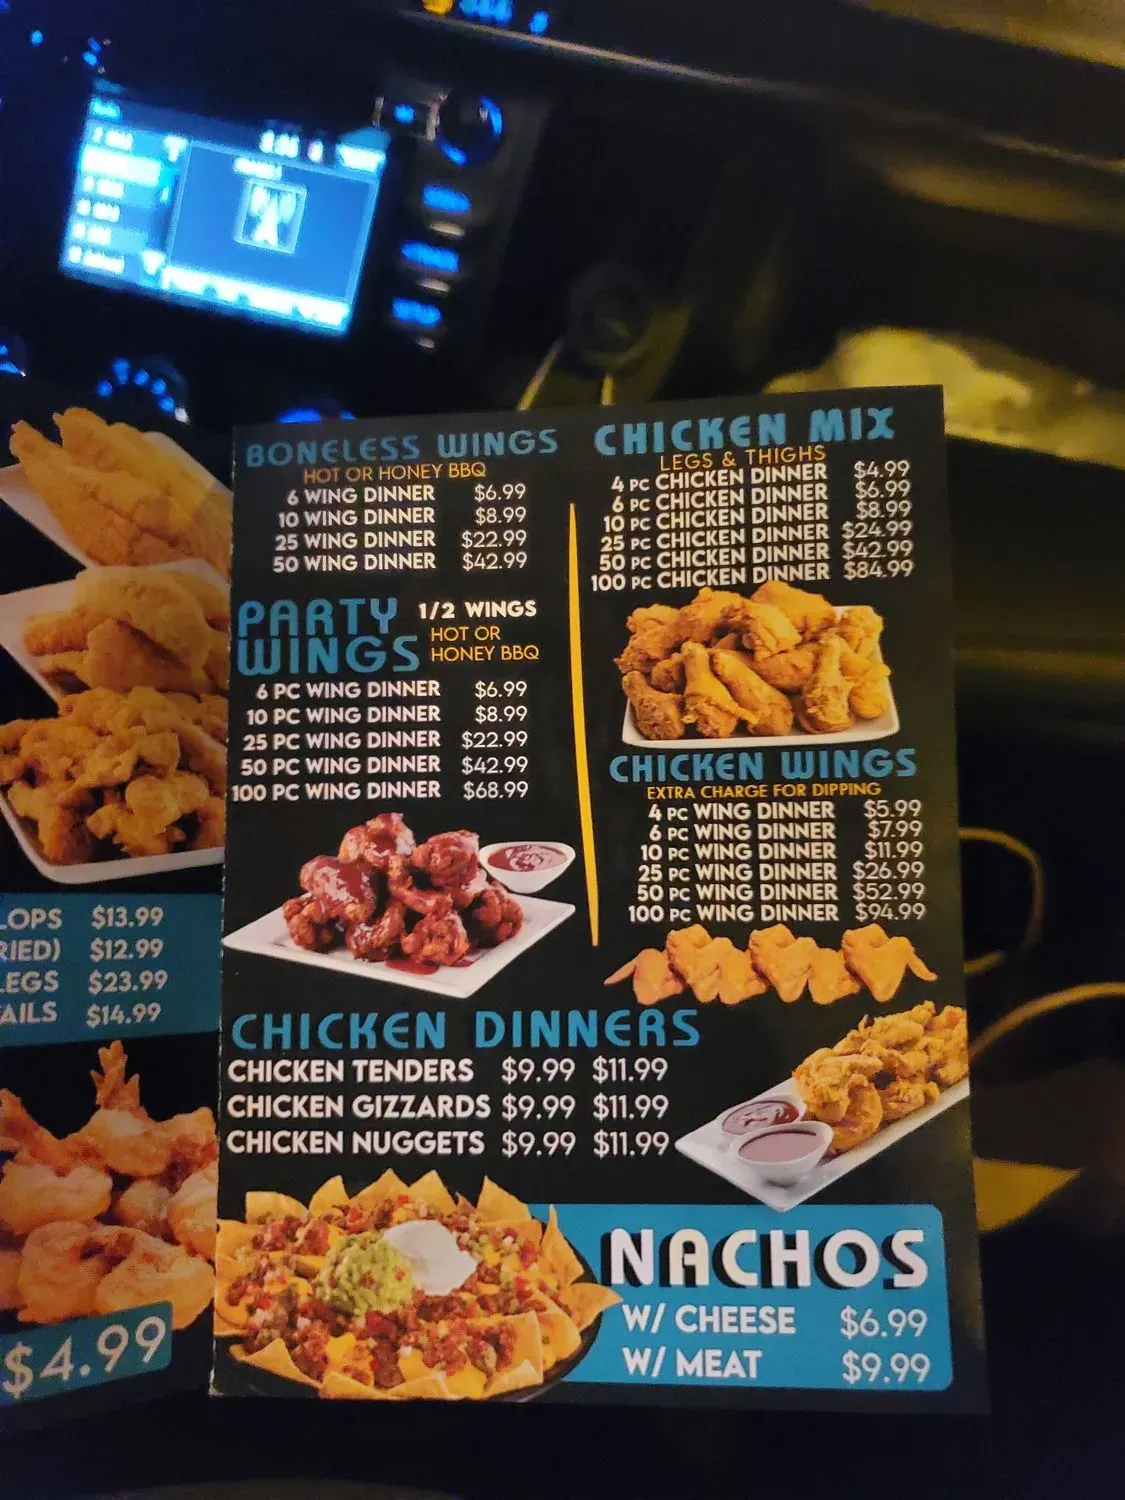 BONELESS WINGS
HOT OR HONEY BBQ
6 WING DINNER $6.99
10 WING DINNER $8.99
25 WING DINNER $22.99
50 WING DINNER $42.99
PARTY WINGS
1/2 WINGS
HOT OR
HONEY BBQ
6 PC WING DINNER $6.99
10 PC WING DINNER $8.99
25 PC WING DINNER $22.99
50 PC WING DINNER $42.99
100 PC WING DINNER $68.99
CHICKEN MIX
LEGS & THIGHS
4 PC CHICKEN DINNER $4.99
6 PC CHICKEN DINNER $6.99
10 PC CHICKEN DINNER $8.99
25 PC CHICKEN DINNER $24.99
50 PC CHICKEN DINNER $42.99
100 PC CHICKEN DINNER $84.99
CHICKEN WINGS
EXTRA CHARGE FOR DIPPING
4 PC WING DINNER $5.99
6 PC WING DINNER $7.99
10 PC WING DINNER $11.99
25 PC WING DINNER $26.99
50 PC WING DINNER $52.99
100 PC WING DINNER $94.99
LOPS $13.99
RIED) $12.99
LEGS $23.99
AILS $14.99
$4.99
CHICKEN DINNERS
CHICKEN TENDERS $9.99 $11.99
CHICKEN GIZZARDS $9.99 $11.99
CHICKEN NUGGETS $9.99 $11.99
NACHOS
W/ CHEESE $6.99
W/ MEAT $9.99